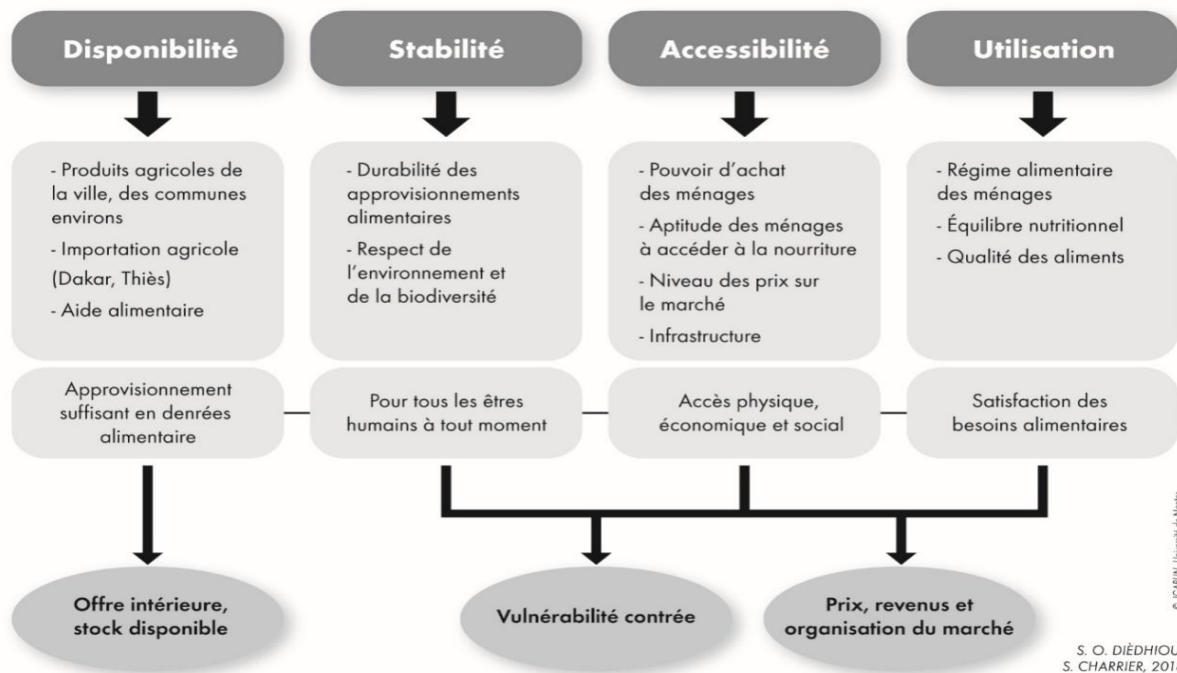 Disponibilité
Stabilité
Accessibilité
Utilisation
- Produits agricoles de
la ville, des communes
environs
- Importation agricole
(Dakar, Thiès)
- Aide alimentaire
- Durabilité des
approvisionnements
alimentaires
- Respect de
l'environnement et
de la biodiversité
- Pouvoir d'achat
des ménages
- Aptitude des ménages
à accéder à la nourriture
- Niveau des prix sur
le marché
- Infrastructure
- Régime alimentaire
des ménages
- Équilibre nutritionnel
- Qualité des aliments
Approvisionnement
suffisant en denrées
alimentaire
Pour tous les êtres
humains à tout moment
Accès physique,
économique et social
Satisfaction des
besoins alimentaires
Offre intérieure,
stock disponible
Vulnérabilité contrée
Prix, revenus et
organisation du marché
S. O. DIÈDHIOU
S. CHARRIER,